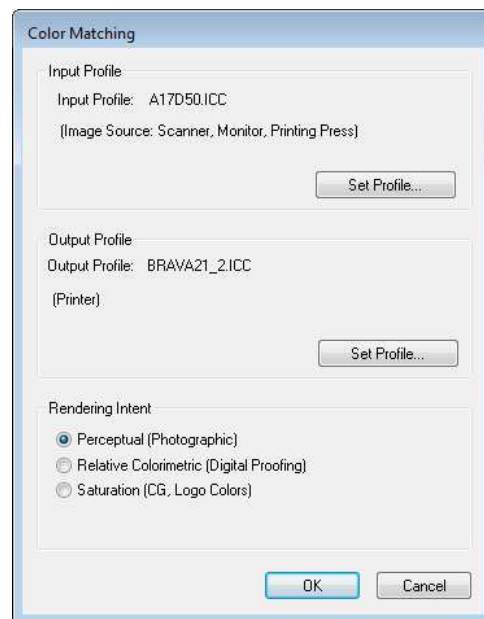 Color Matching
Input Profile
Input Profile: A17D50.ICC
(Image Source: Scanner, Monitor, Printing Press)
Set Profile...
Output Profile
Output Profile: BRAVA21_2.ICC
(Printer)
Set Profile...
Rendering Intent
Perceptual (Photographic)
Relative Colorimetric (Digital Proofing)
Saturation (CG, Logo Colors)
OK Cancel